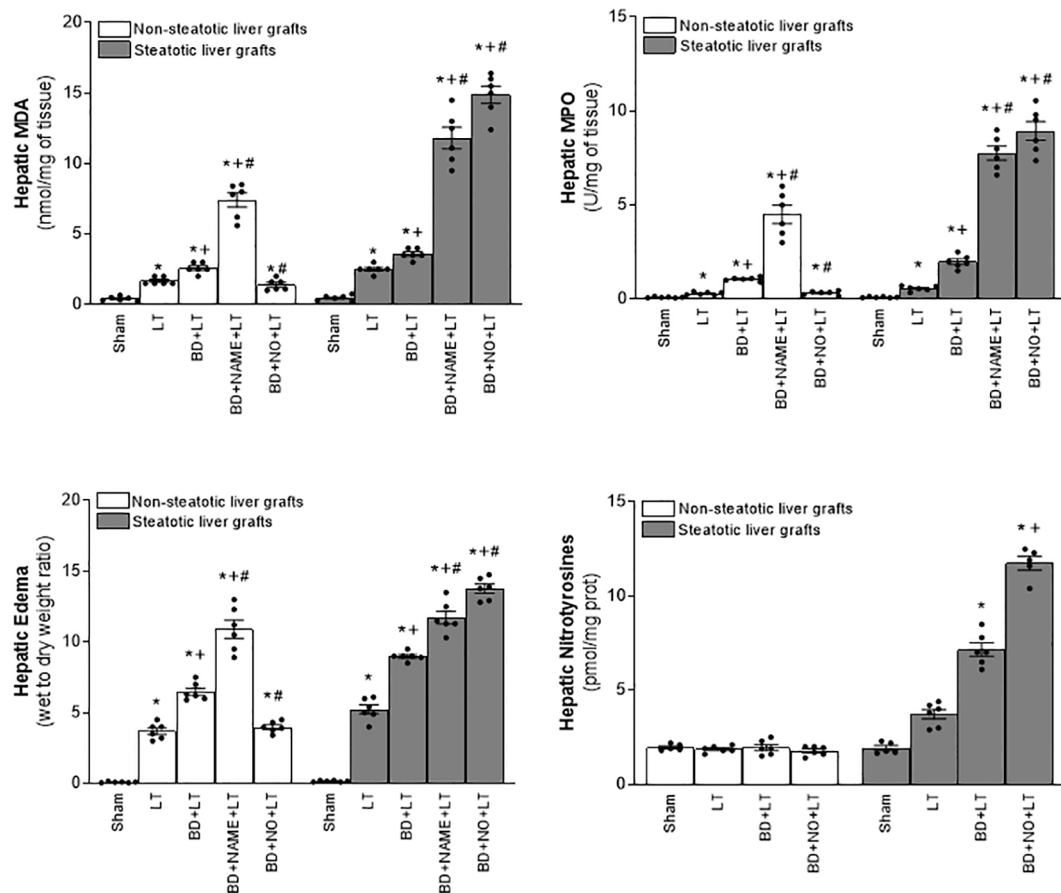 Hepatic MDA
(nmol/mg of tissue)
20
15
10
5
0
Non-steatotic liver grafts
Steatotic liver grafts
*
*+
*+#
*#
*
*+
*+#
*+#
Sham
LT
BD+LT
BD+NAME+LT
BD+NO+LT
Sham
LT
BD+LT
BD+NAME+LT
BD+NO+LT
Hepatic MPO
(U/mg of tissue)
15
10
5
0
Non-steatotic liver grafts
Steatotic liver grafts
*
*+
*+#
*#
*
*+
*+#
*+#
Sham
LT
BD+LT
BD+NAME+LT
BD+NO+LT
Sham
LT
BD+LT
BD+NAME+LT
BD+NO+LT
Hepatic Edema
(wet to dry weight ratio)
20
15
10
5
0
Non-steatotic liver grafts
Steatotic liver grafts
*
*+
*+#
*#
*
*+
*+#
*+#
Sham
LT
BD+LT
BD+NAME+LT
BD+NO+LT
Sham
LT
BD+LT
BD+NAME+LT
BD+NO+LT
Hepatic Nitrotyrosines
(pmol/mg prot)
15
10
5
0
Non-steatotic liver grafts
Steatotic liver grafts
*
*+
Sham
LT
BD+LT
BD+NO+LT
Sham
LT
BD+LT
BD+NO+LT